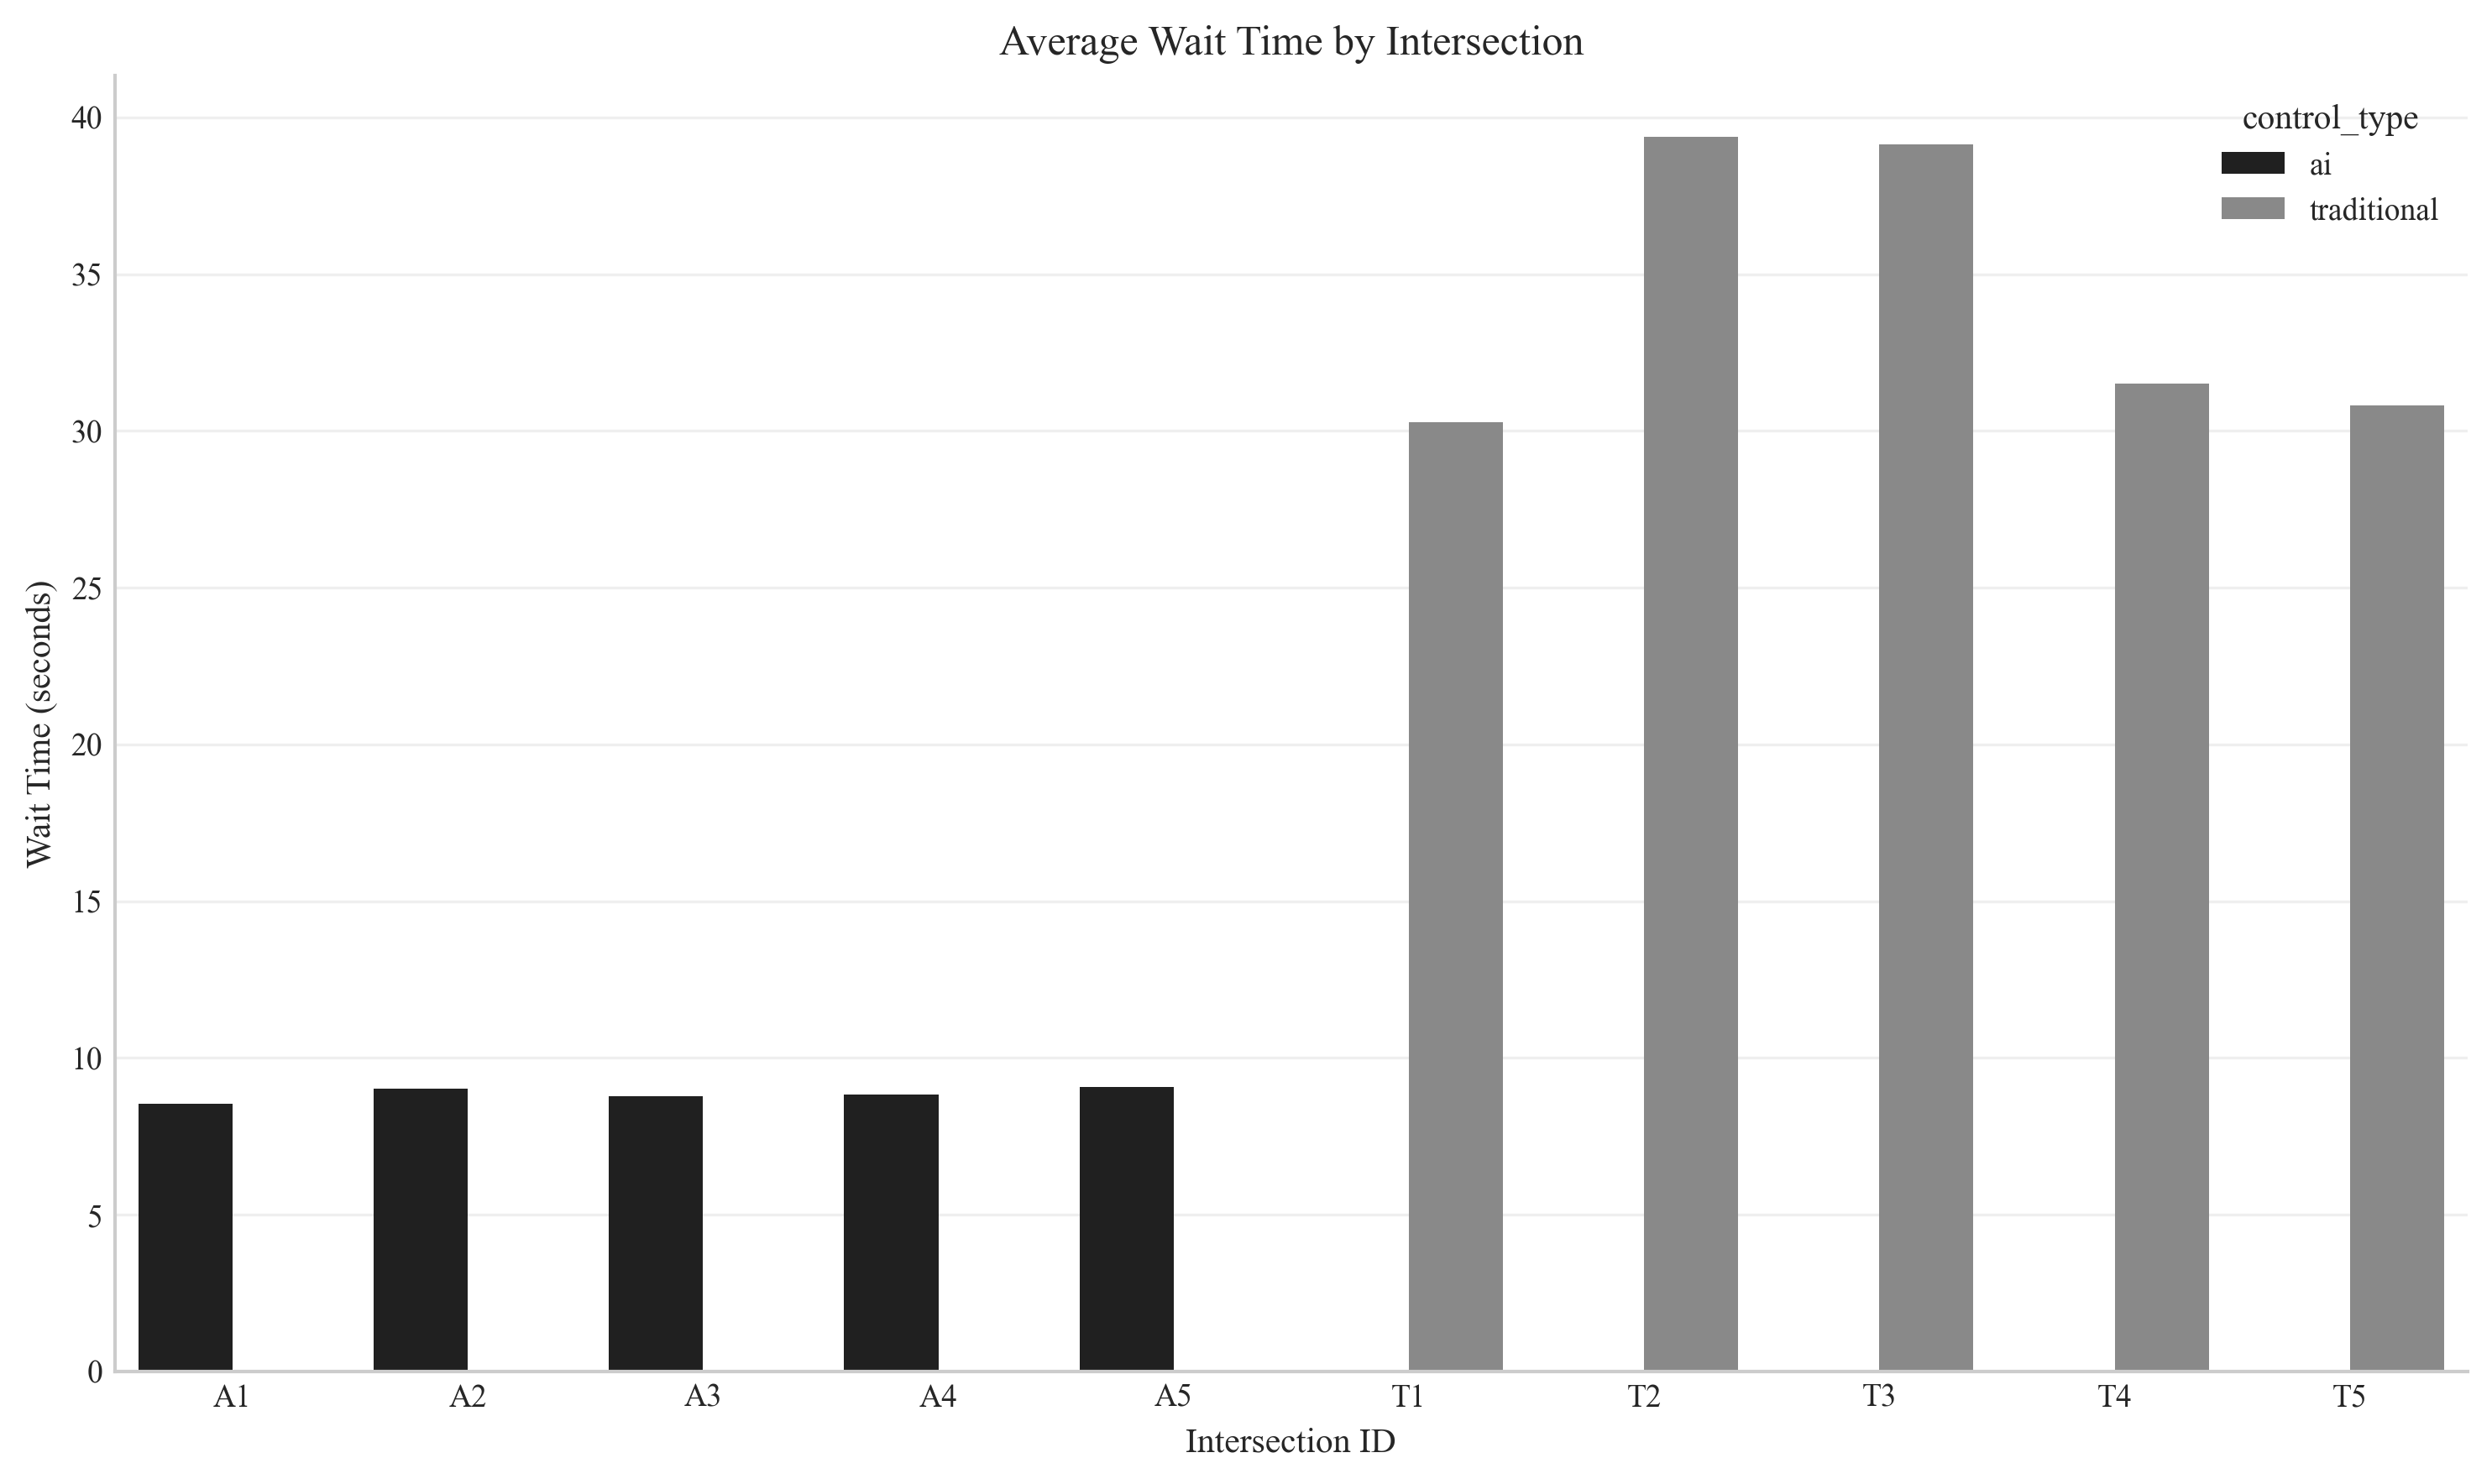 Average Wait Time by Intersection
control_type
ai
traditional
Wait Time (seconds)
40
35
30
25
20
15
10
5
0
A1 A2 A3 A4 A5 T1 T2 T3 T4 T5
Intersection ID